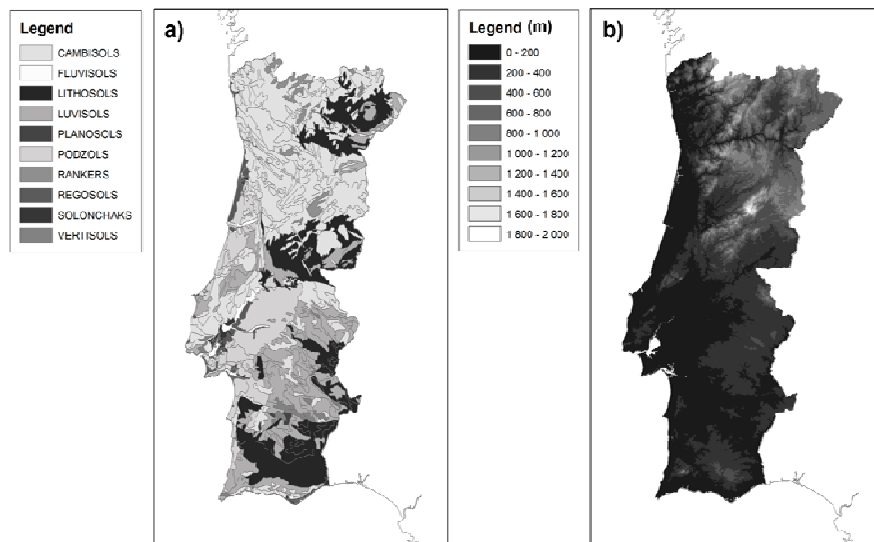 Legend
CAMBISOLS
FLUVISOLS
LITHOSOLS
LUVISOLS
PLANOSOLS
PODZOLS
RANKERS
REGOSOLS
SOLONCHAKS
VERTISOLS
a)
Legend (m)
0 - 200
200 - 400
400 - 600
600 - 800
800 - 1 000
1 000 - 1 200
1 200 - 1 400
1 400 - 1 600
1 600 - 1 800
1 800 - 2 000
b)